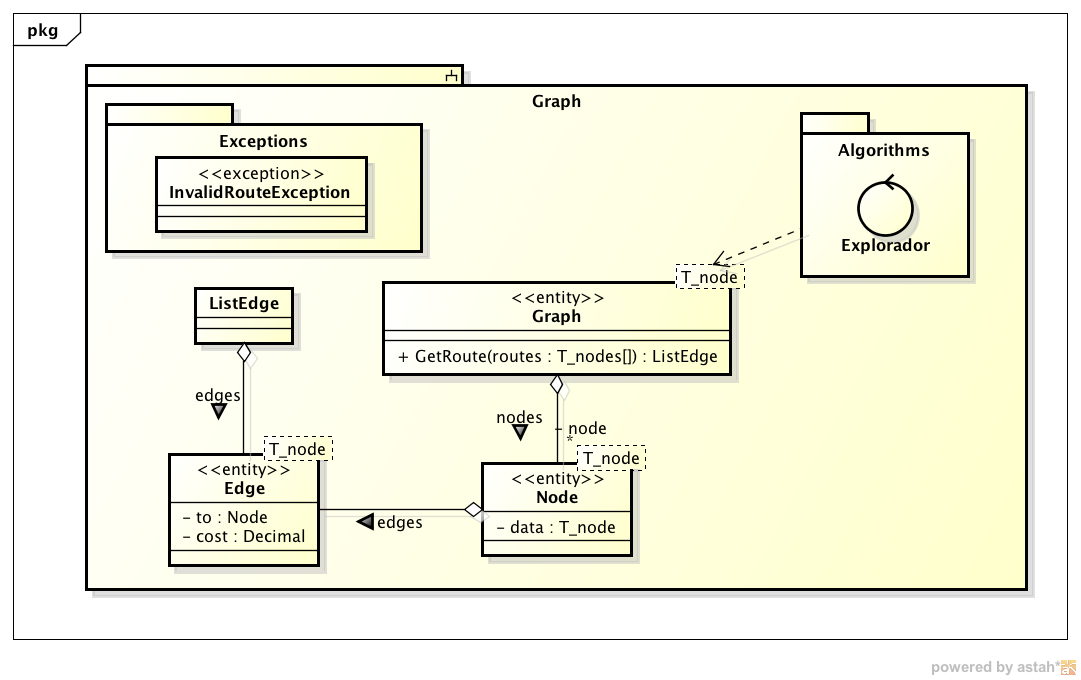 pkg
Graph
Exceptions
<<exception>>
InvalidRouteException
Algorithms
Explorador
T_node
<<entity>>
Graph
+ GetRoute(routes : T_nodes[]) : ListEdge
ListEdge
edges
nodes
- node
*
T_node
<<entity>>
Edge
- to : Node
- cost : Decimal
edges
T_node
<<entity>>
Node
- data : T_node
powered by astah*